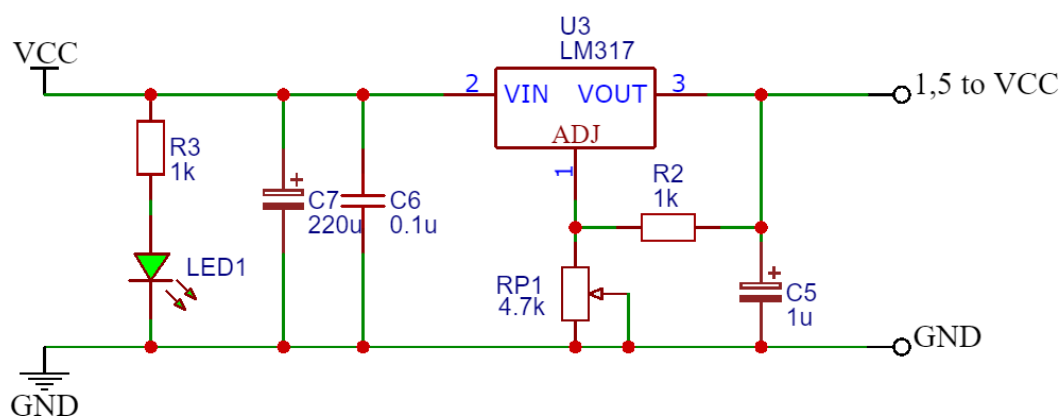 U3
LM317
VCC
2
VIN
VOUT
3
1,5 to VCC
ADJ
R3
1k
1
R2
1k
C7
220u
C6
0.1u
LED1
RP1
4.7k
+
+
C5
1u
GND
GND